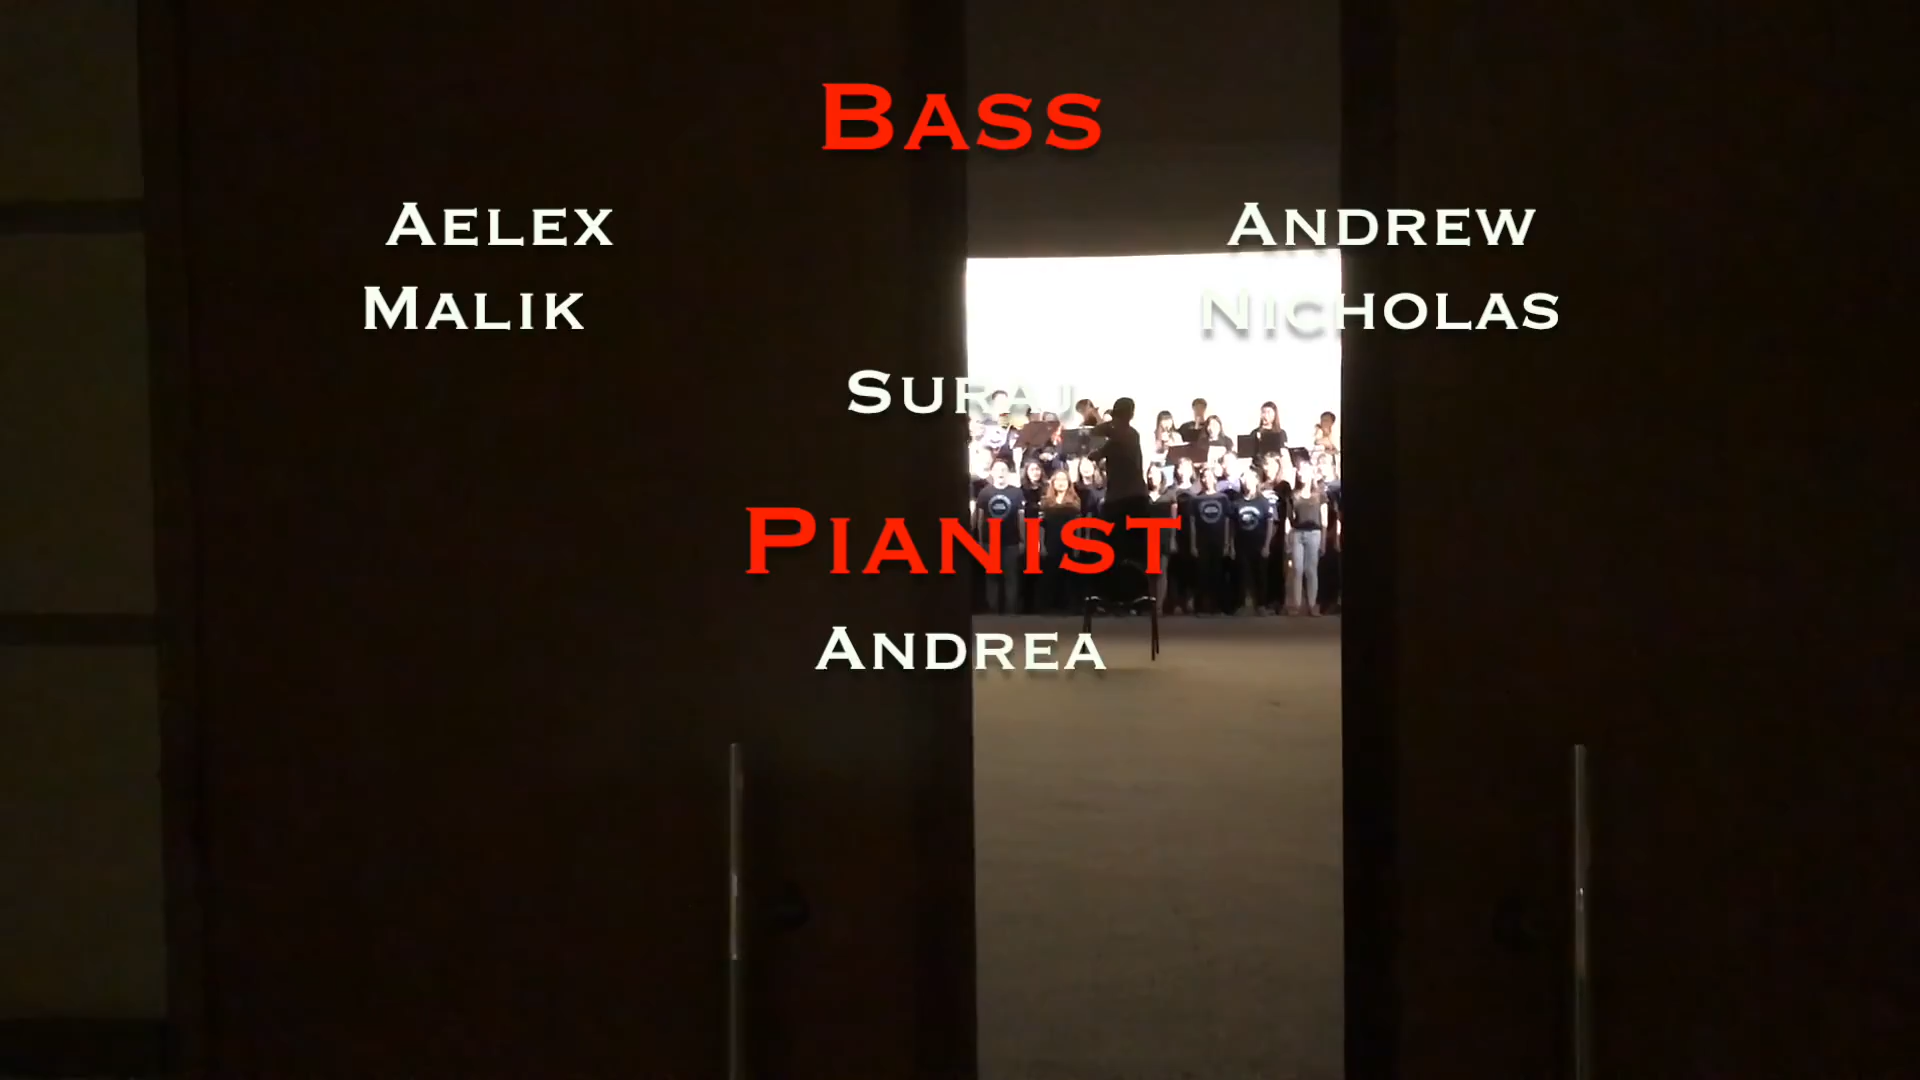 Bass
Aelex Andrew
Malik Nicholas
Suraj
Pianist
Andrea